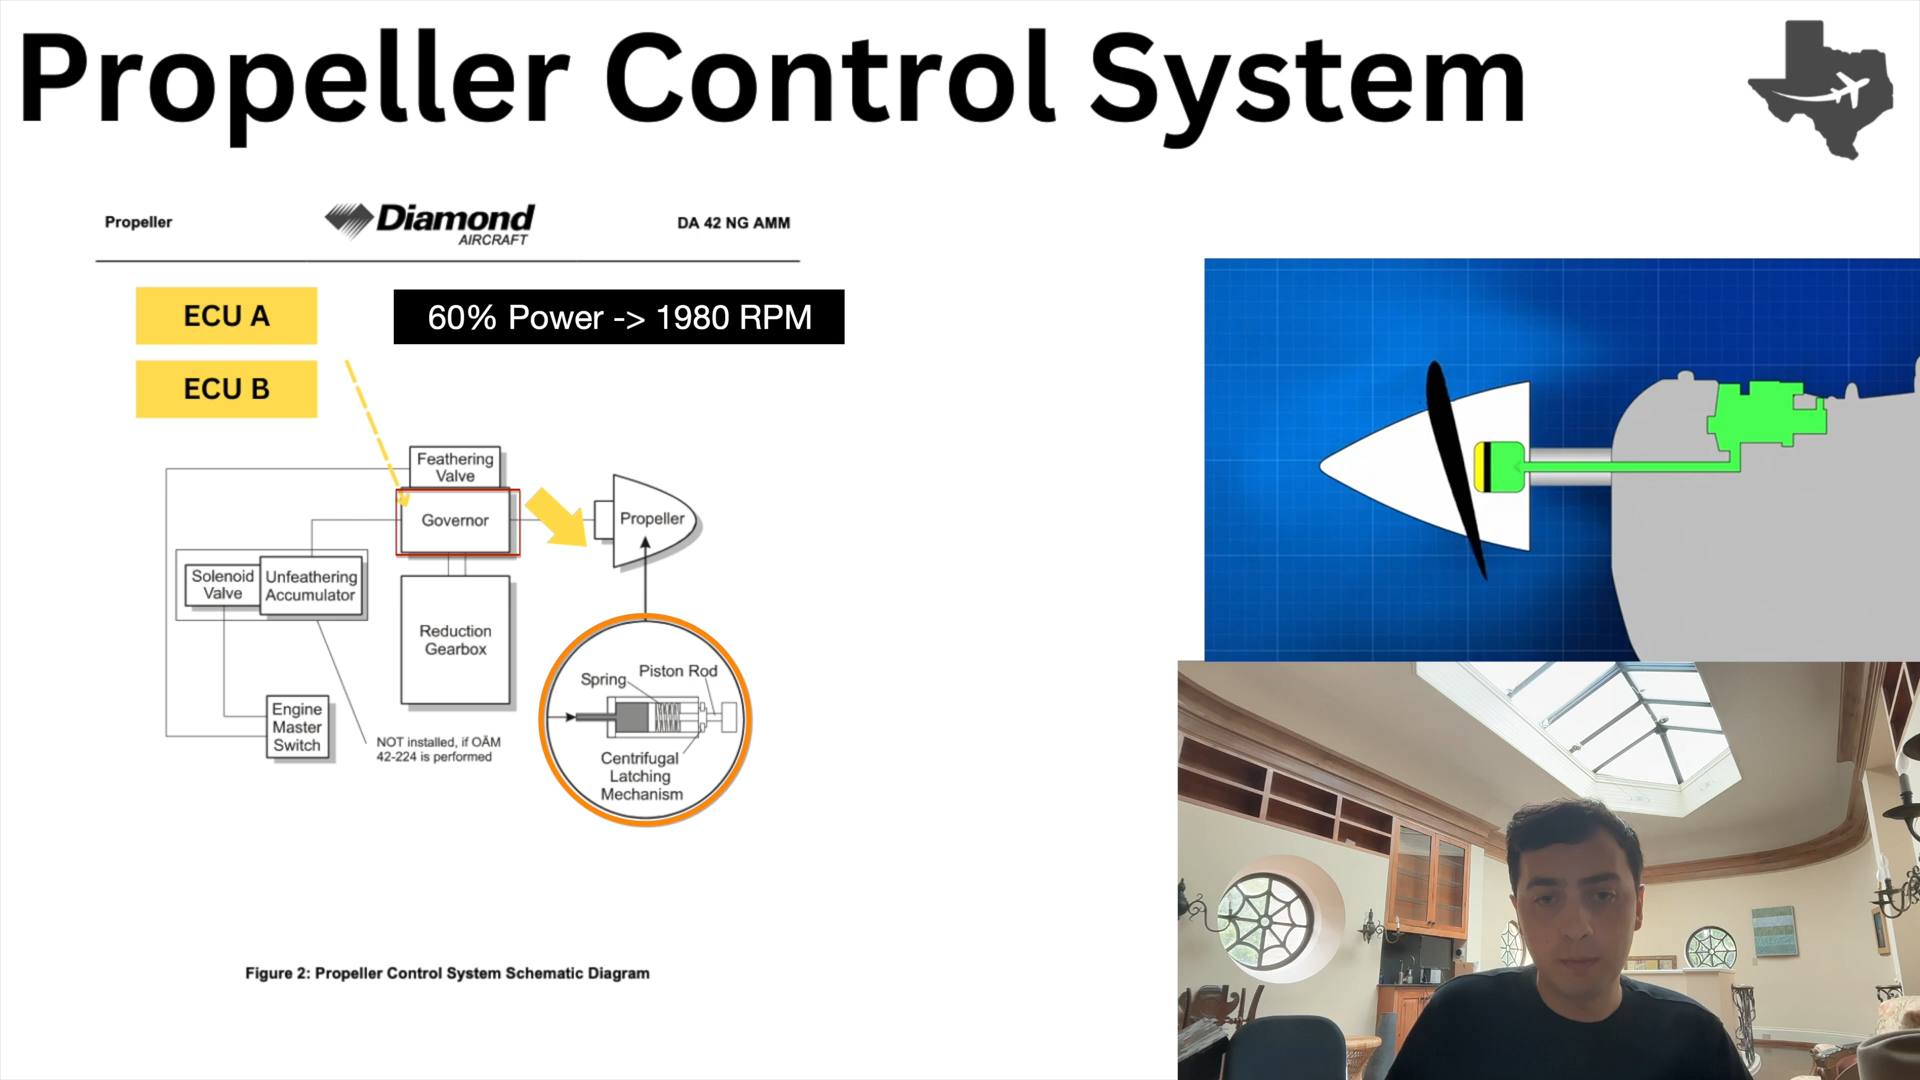 Propeller Control System
Propeller
Diamond
AIRCRAFT
DA 42 NG AMM
ECU A
60% Power -> 1980 RPM
ECU B
Feathering
Valve
Governor
Propeller
Solenoid
Valve
Unfeathering
Accumulator
Reduction
Gearbox
Spring
Piston Rod
Engine
Master
Switch
NOT installed, if OÄM
42-224 is performed
Centrifugal
Latching
Mechanism
Figure 2: Propeller Control System Schematic Diagram